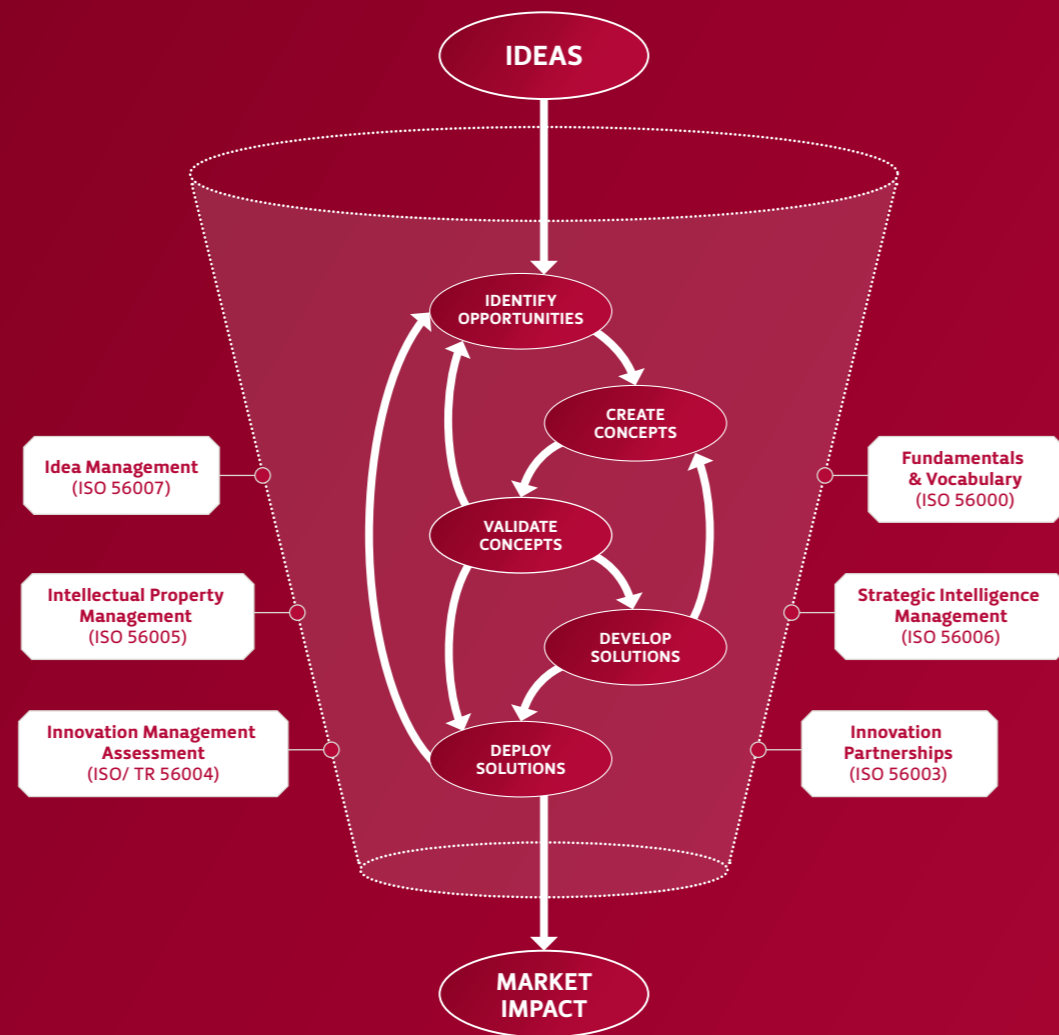 IDEAS
IDENTIFY
OPPORTUNITIES
CREATE
CONCEPTS
Idea Management
(ISO 56007)
Fundamentals
& Vocabulary
(ISO 56000)
VALIDATE
CONCEPTS
Intellectual Property
Management
(ISO 56005)
Strategic Intelligence
Management
(ISO 56006)
DEVELOP
SOLUTIONS
Innovation Management
Assessment
(ISO/ TR 56004)
DEPLOY
SOLUTIONS
Innovation
Partnerships
(ISO 56003)
MARKET
IMPACT